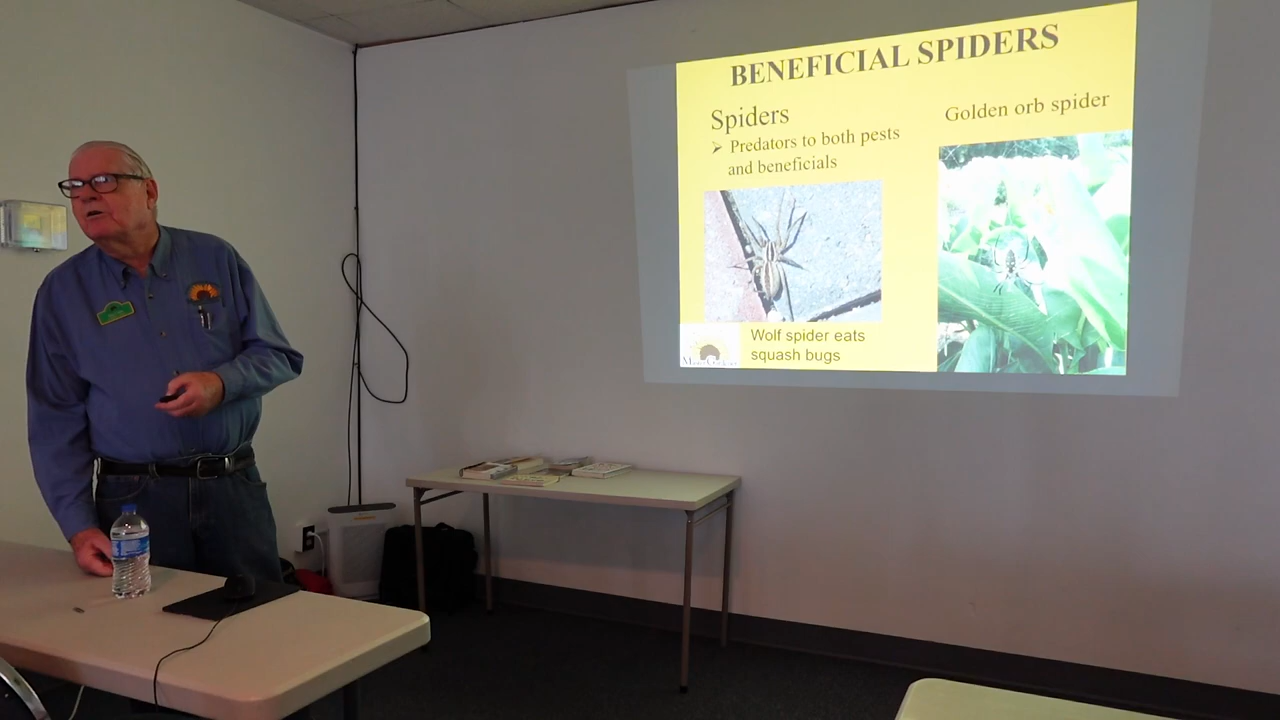 BENEFICIAL SPIDERS
Spiders
Predators to both pests
and beneficials
Golden orb spider
Wolf spider eats
squash bugs